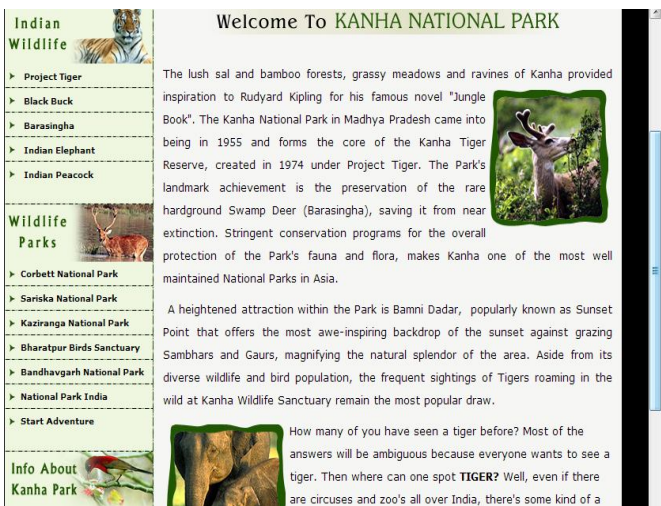 Indian
Wildlife
Project Tiger
Black Buck
Barasingha
Indian Elephant
Indian Peacock
Wildlife
Parks
Corbett National Park
Sariska National Park
Kaziranga National Park
Bharatpur Birds Sanctuary
Bandhavgarh National Park
National Park India
Start Adventure
Info About
Kanha Park
Welcome To KANHA NATIONAL PARK
The lush sal and bamboo forests, grassy meadows and ravines of Kanha provided
inspiration to Rudyard Kipling for his famous novel "Jungle
Book". The Kanha National Park in Madhya Pradesh came into
being in 1955 and forms the core of the Kanha Tiger
Reserve, created in 1974 under Project Tiger. The Park's
landmark achievement is the preservation of the rare
hardground Swamp Deer (Barasingha), saving it from near
extinction. Stringent conservation programs for the overall
protection of the Park's fauna and flora, makes Kanha one of the most well
maintained National Parks in Asia.
A heightened attraction within the Park is Bamni Dadar, popularly known as Sunset
Point that offers the most awe-inspiring backdrop of the sunset against grazing
Sambhars and Gaurs, magnifying the natural splendor of the area. Aside from its
diverse wildlife and bird population, the frequent sightings of Tigers roaming in the
wild at Kanha Wildlife Sanctuary remain the most popular draw.
How many of you have seen a tiger before? Most of the
answers will be ambiguous because everyone wants to see a
tiger. Then where can one spot TIGER? Well, even if there
are circuses and zoo's all over India, there's some kind of a